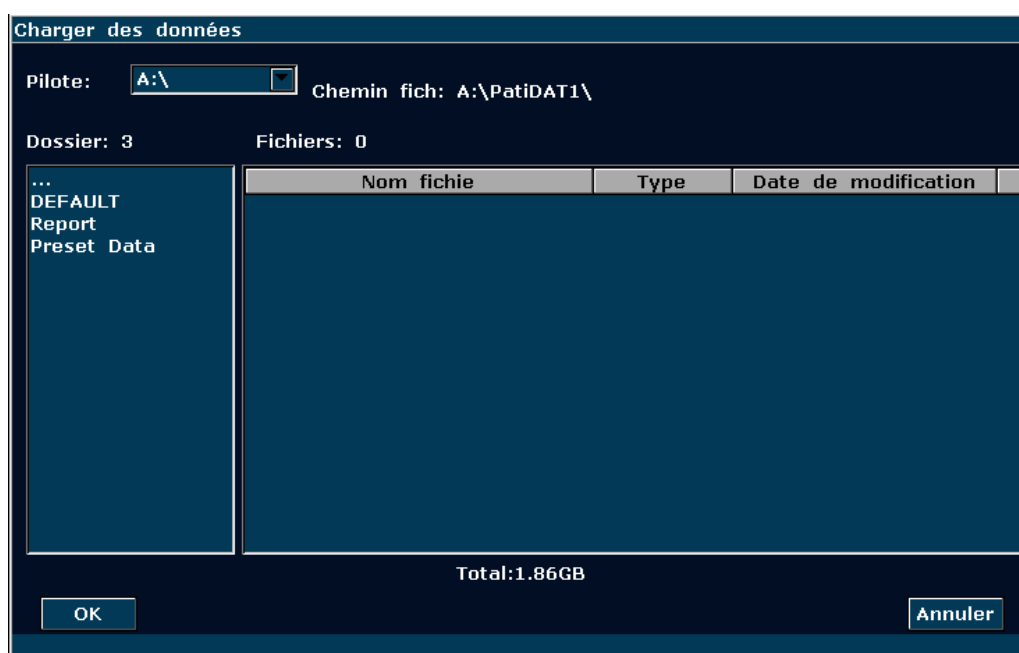 Charger des données
Pilote: A:\
Chemin fich: A:\PatiDAT1\
Dossier: 3 Fichiers: 0
...
DEFAULT
Report
Preset Data
Nom fichie Type Date de modification
Total:1.86GB
OK Annuler